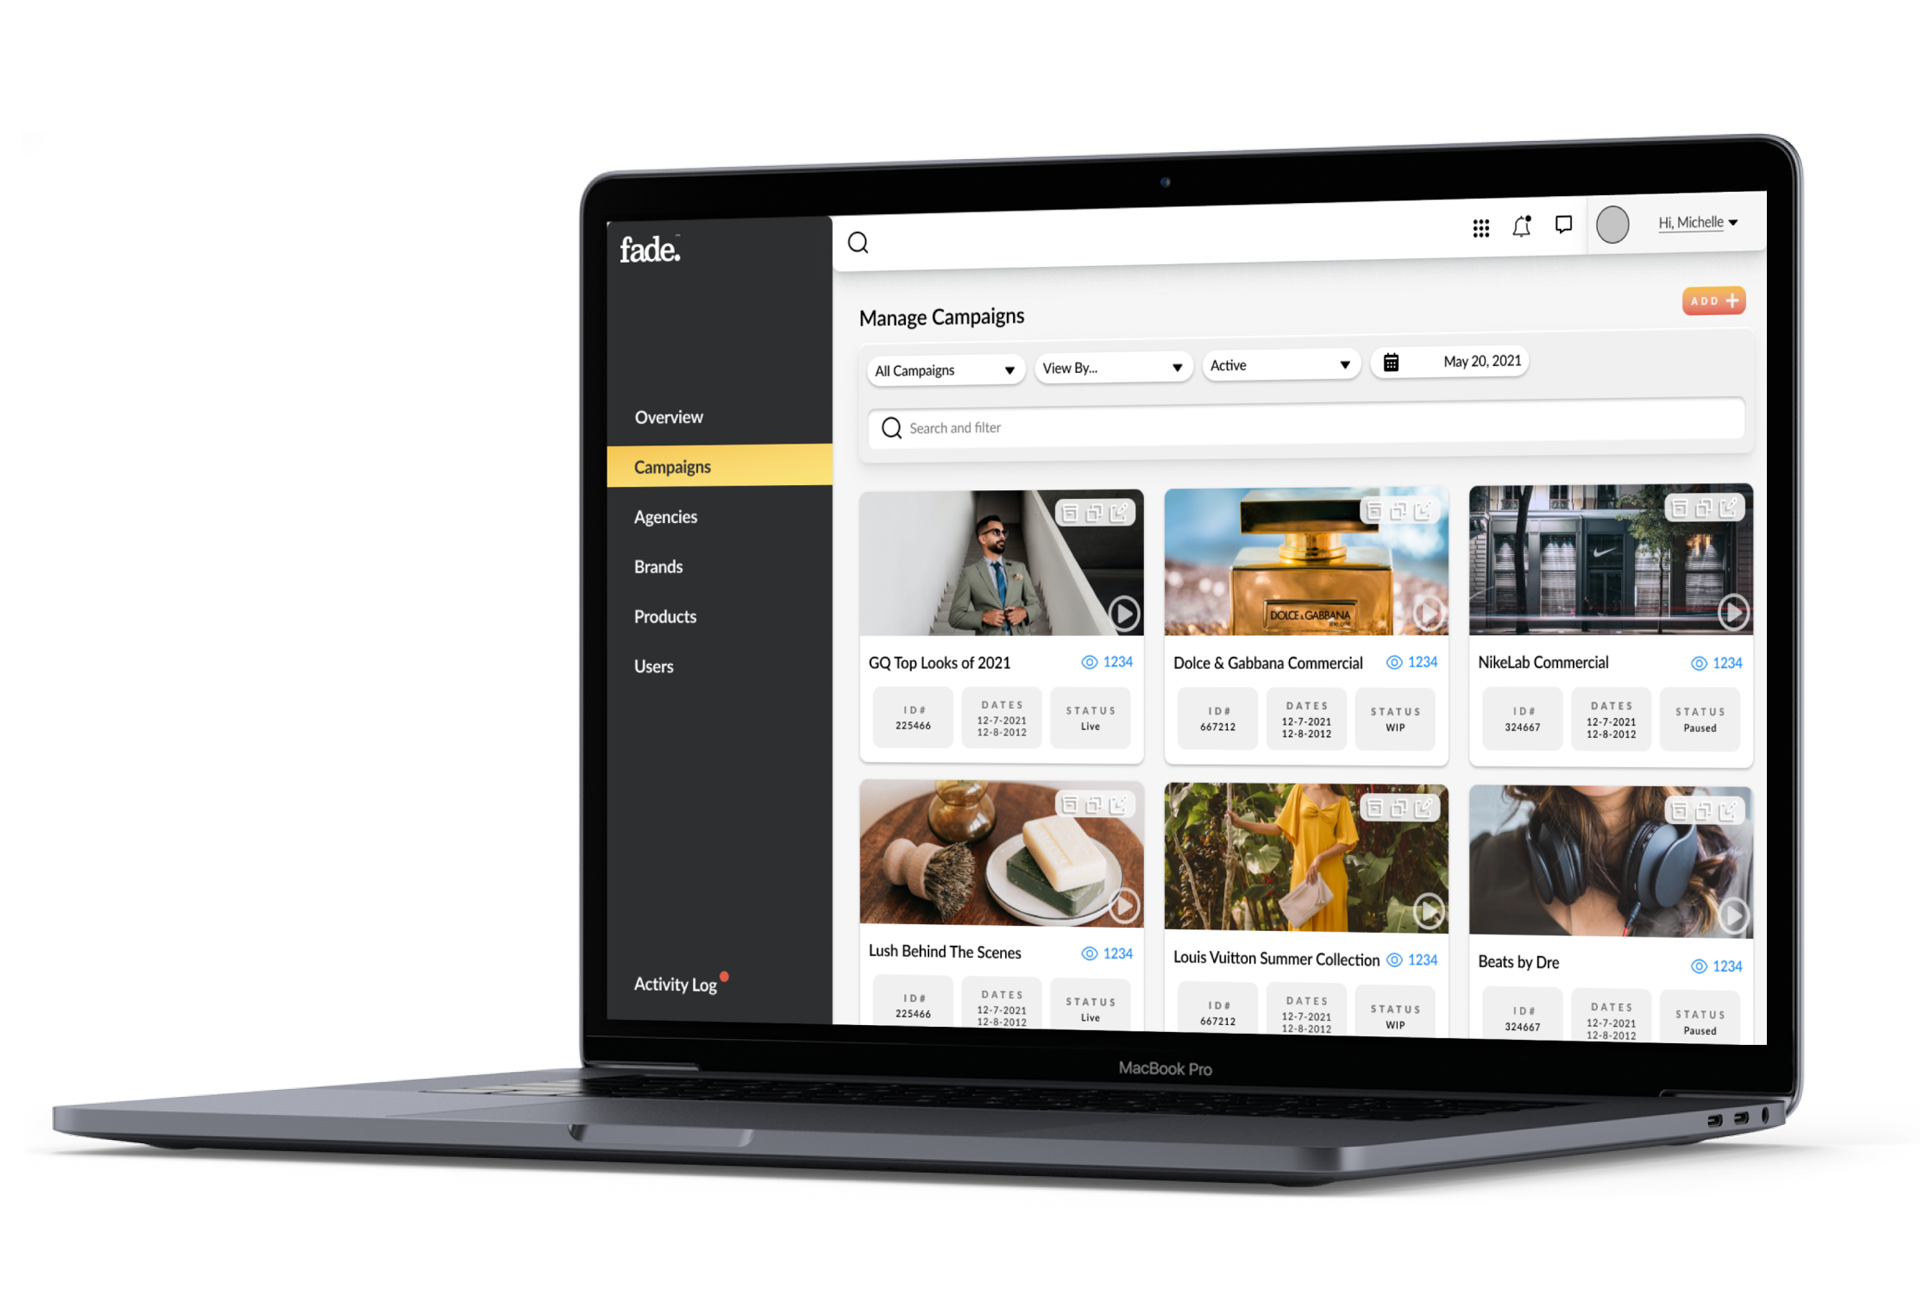 fade.
Hi, Michelle
Manage Campaigns
ADD +
All Campaigns
View By...
Active
May 20, 2021
Search and filter
Overview
Campaigns
Agencies
Brands
Products
Users
Activity Log
DOLCE & GABBANA
the one
GQ Top Looks of 2021
1234
ID#
225466
DATES
12-7-2021
12-8-2012
STATUS
Live
Dolce & Gabbana Commercial
1234
ID#
667212
DATES
12-7-2021
12-8-2012
STATUS
WIP
NikeLab Commercial
1234
ID#
324667
DATES
12-7-2021
12-8-2012
STATUS
Paused
Lush Behind The Scenes
1234
ID#
225466
DATES
12-7-2021
12-8-2012
STATUS
Live
Louis Vuitton Summer Collection
1234
ID#
667212
DATES
12-7-2021
12-8-2012
STATUS
WIP
Beats by Dre
1234
ID#
324667
DATES
12-7-2021
12-8-2012
STATUS
Paused
MacBook Pro